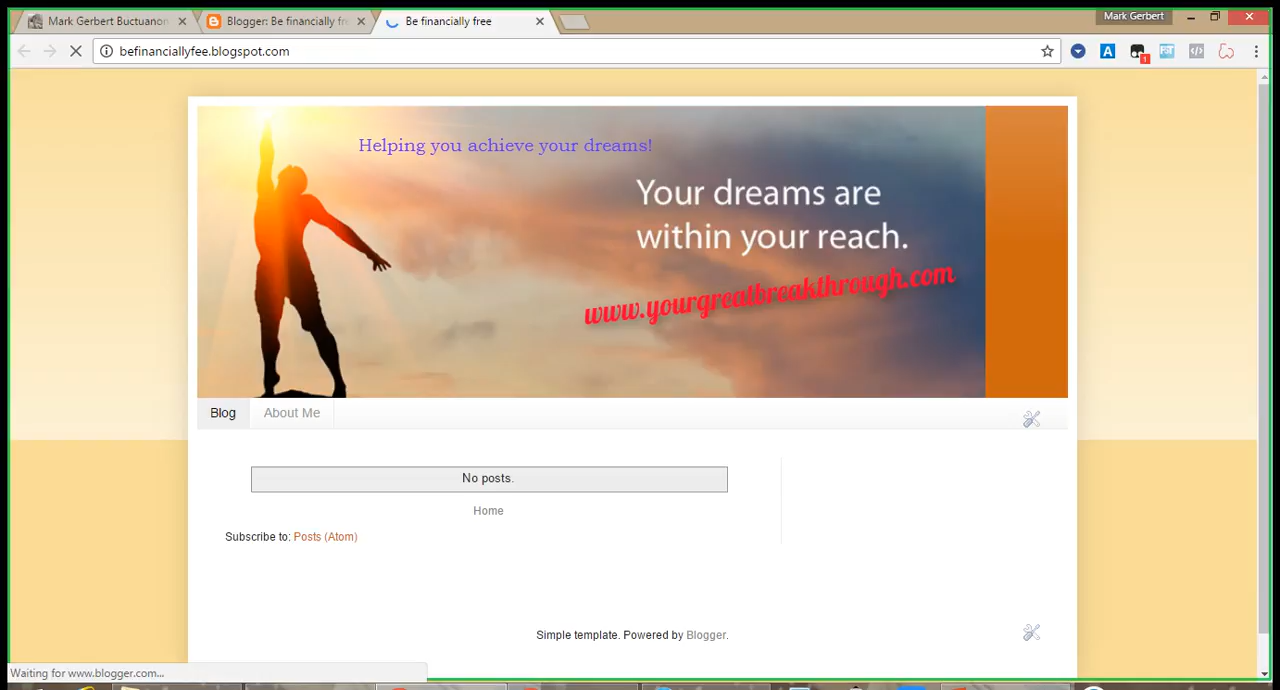 Mark Gerbert Buctuanon
Blogger: Be financially fr
Be financially free
Mark Gerbert
befinanciallyfee.blogspot.com
A
1
Helping you achieve your dreams!
Your dreams are
within your reach.
www.yourgreatbreakthrough.com
Blog
About Me
No posts.
Home
Subscribe to: Posts (Atom)
Simple template. Powered by Blogger.
Waiting for www.blogger.com...